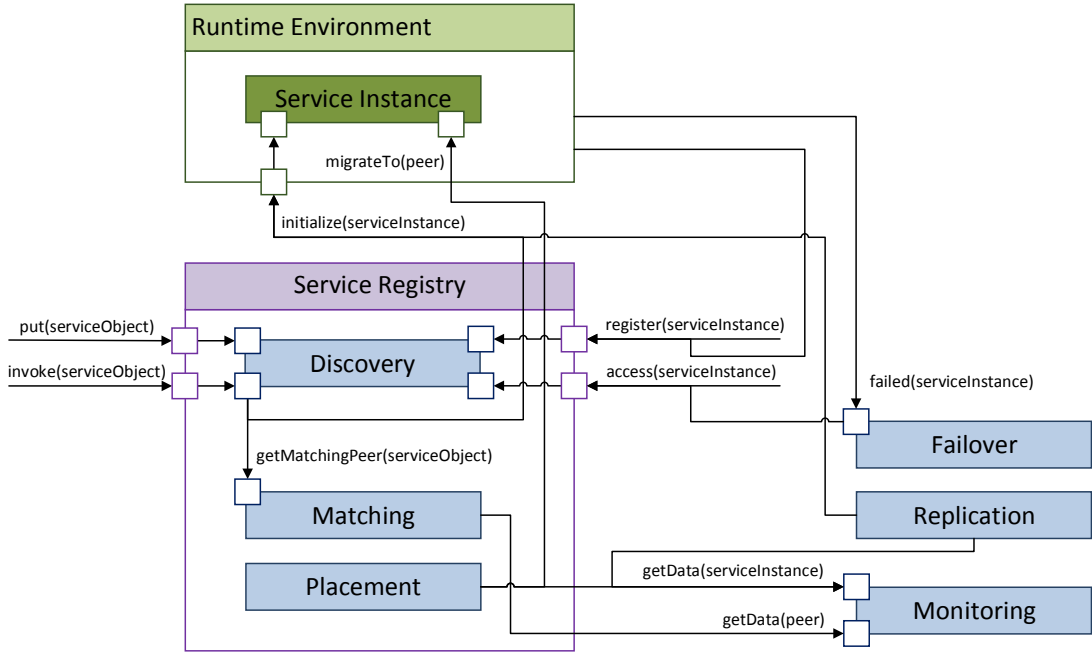 Runtime Environment
Service Instance
migrateTo(peer)
initialize(serviceInstance)
Service Registry
put(serviceObject)
register(serviceInstance)
Discovery
invoke(serviceObject)
access(serviceInstance)
failed(serviceInstance)
Failover
getMatchingPeer(serviceObject)
Matching
Replication
Placement
getData(serviceInstance)
Monitoring
getData(peer)